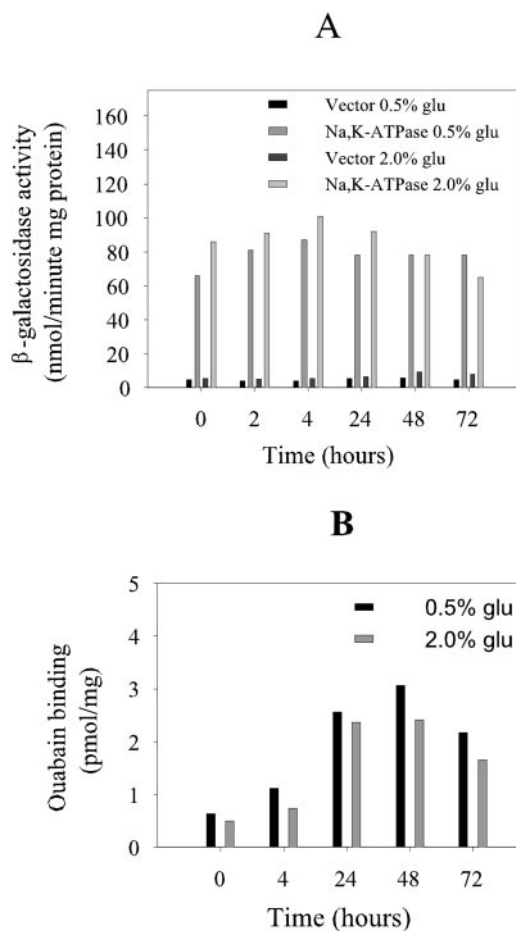 A
β-galactosidase activity
(nmol/minute mg protein)
160
140
120
100
80
60
40
20
0
Vector 0.5% glu
Na,K-ATPase 0.5% glu
Vector 2.0% glu
Na,K-ATPase 2.0% glu
0 2 4 24 48 72
Time (hours)
B
Ouabain binding
(pmol/mg)
5
4
3
2
1
0
0.5% glu
2.0% glu
0 4 24 48 72
Time (hours)